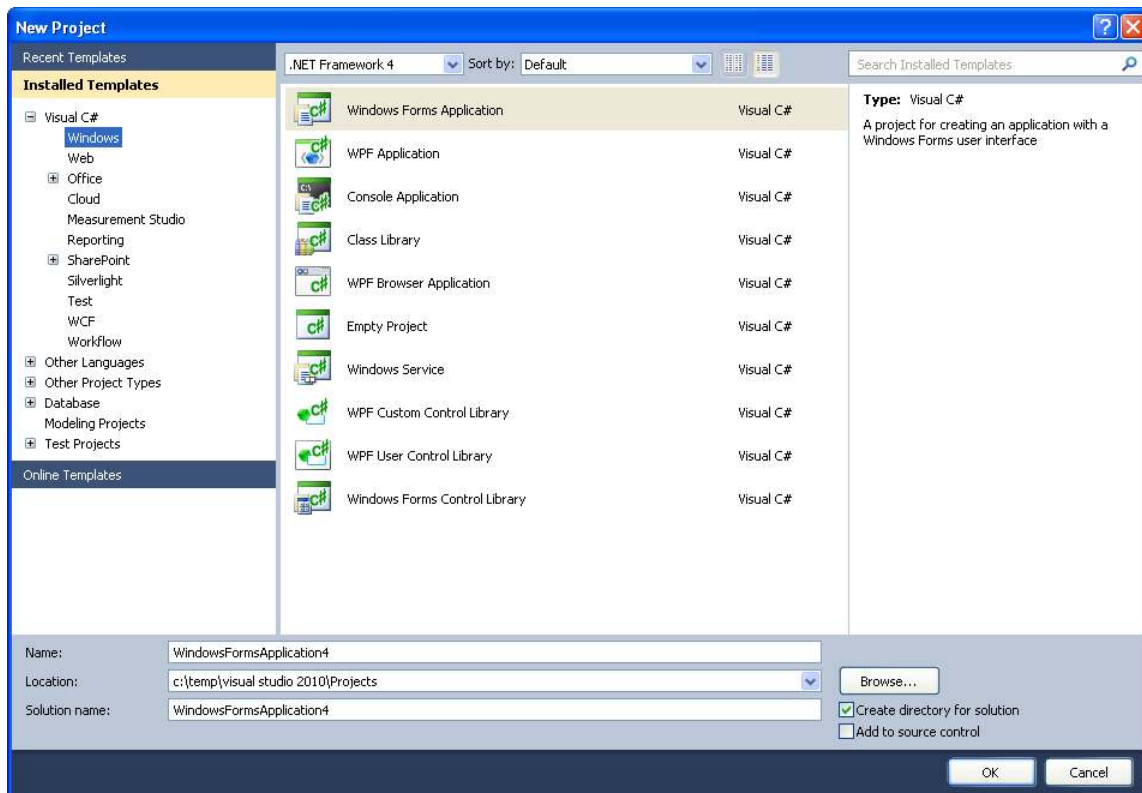 New Project
Recent Templates
Installed Templates
Visual C#
Windows
Web
Office
Cloud
Measurement Studio
Reporting
SharePoint
Silverlight
Test
WCF
Workflow
Other Languages
Other Project Types
Database
Modeling Projects
Test Projects
Online Templates
.NET Framework 4 Sort by: Default
Windows Forms Application Visual C#
WPF Application Visual C#
Console Application Visual C#
Class Library Visual C#
WPF Browser Application Visual C#
Empty Project Visual C#
Windows Service Visual C#
WPF Custom Control Library Visual C#
WPF User Control Library Visual C#
Windows Forms Control Library Visual C#
Search Installed Templates
Type: Visual C#
A project for creating an application with a
Windows Forms user interface
Name: WindowsFormsApplication4
Location: c:\temp\visual studio 2010\Projects
Browse...
Solution name: WindowsFormsApplication4
Create directory for solution
Add to source control
OK Cancel